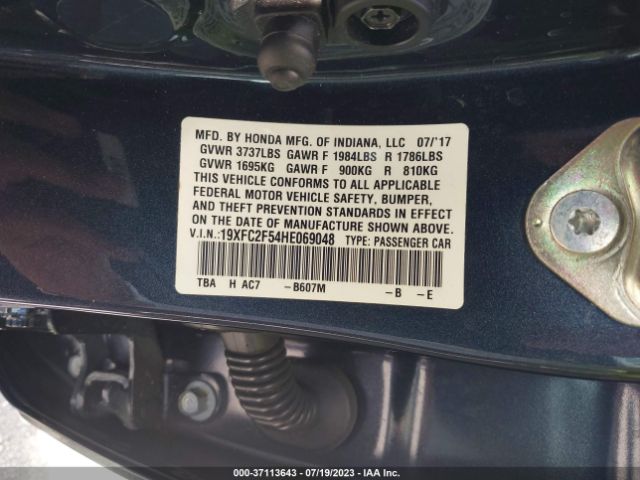 MFD. BY HONDA MFG. OF INDIANA, LLC 07/'17
GVWR 3737LBS GAWR F 1984LBS R 1786LBS
GVWR 1695KG GAWR F 900KG R 810KG
THIS VEHICLE CONFORMS TO ALL APPLICABLE
FEDERAL MOTOR VEHICLE SAFETY, BUMPER,
AND THEFT PREVENTION STANDARDS IN EFFECT
ON THE DATE OF MANUFACTURE SHOWN ABOVE.
V.I.N.:19XFC2F54HE069048 TYPE: PASSENGER CAR
TBA H AC7 -B607M -B -E
000-37113643 / 07/19/2023 - © IAA Inc.